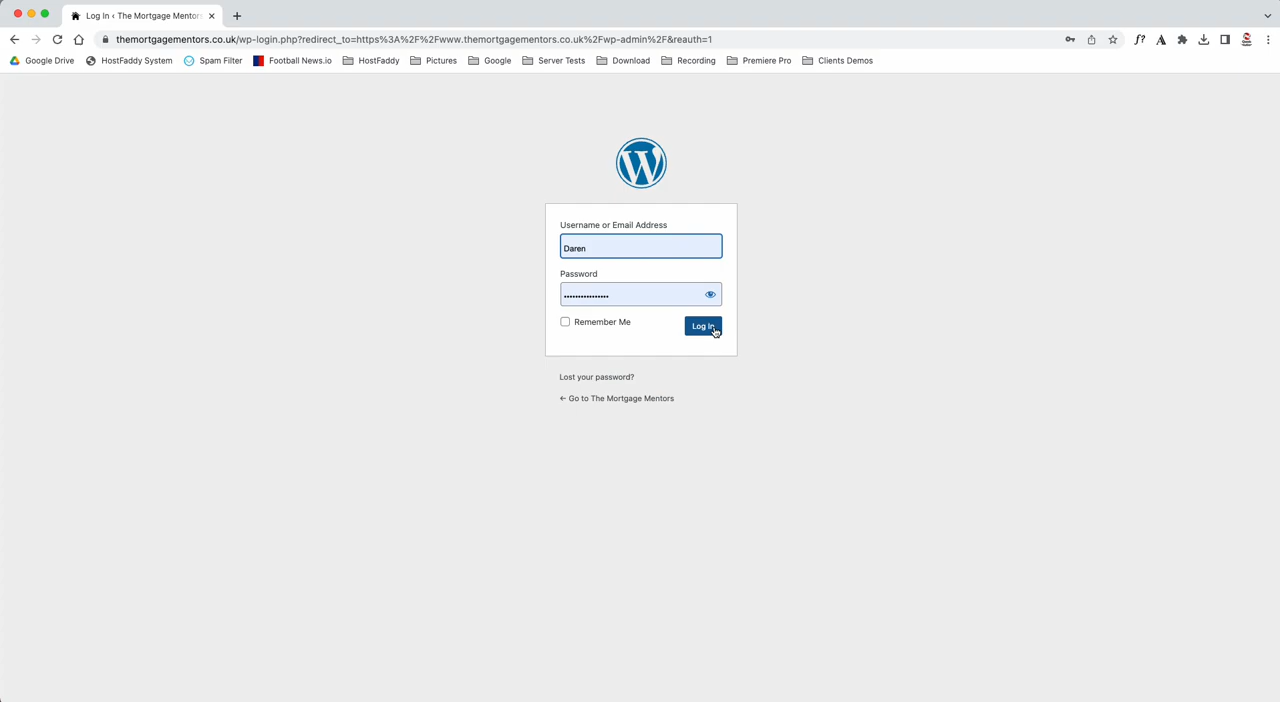 Log In ‹ The Mortgage Mentors
themortgagementors.co.uk/wp-login.php?redirect_to=https%3A%2F%2Fwww.themortgagementors.co.uk%2Fwp-admin%2F&reauth=1
Google Drive HostFaddy System Spam Filter Football News.io HostFaddy Pictures Google Server Tests Download Recording Premiere Pro Clients Demos
Username or Email Address
Daren
Password
Remember Me
Log In
Lost your password?
← Go to The Mortgage Mentors